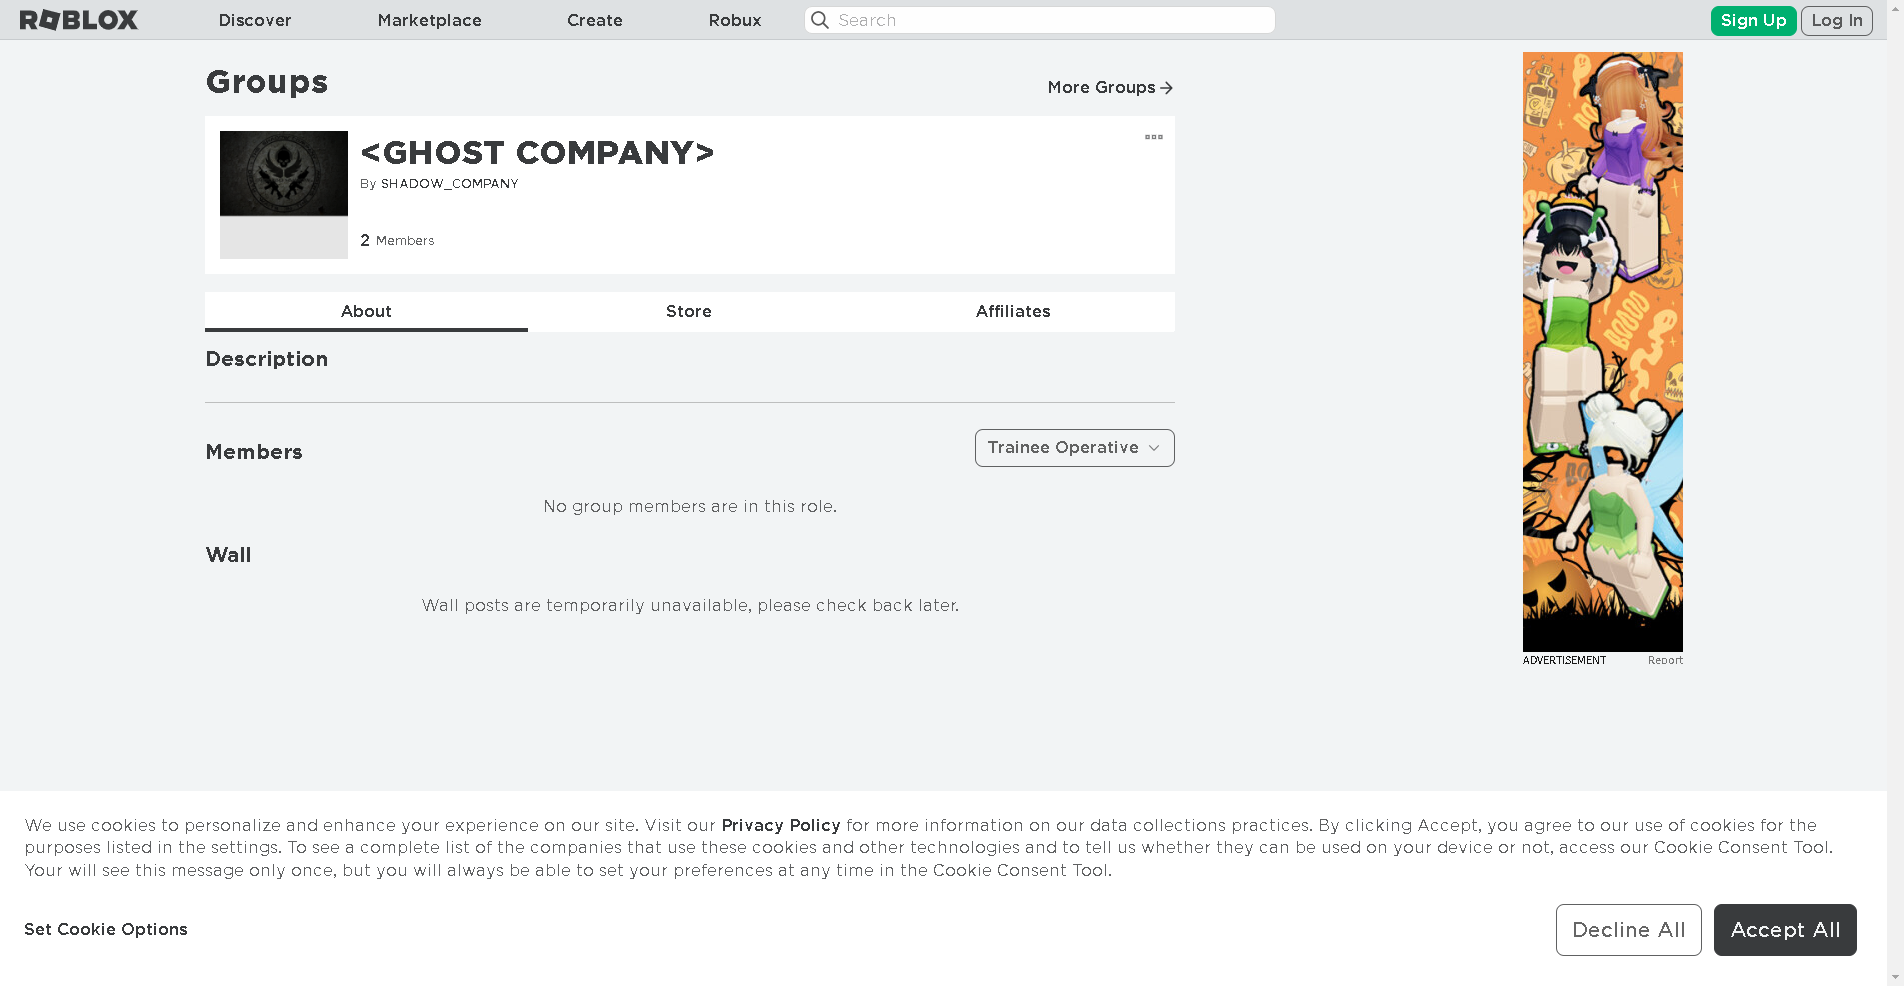 ROBLOX
Discover
Marketplace
Create
Robux
Search
Sign Up
Log In
Groups
More Groups
<GHOST COMPANY>
By SHADOW_COMPANY
2 Members
About
Store
Affiliates
Description
Members
Trainee Operative
No group members are in this role.
Wall
Wall posts are temporarily unavailable, please check back later.
ADVERTISEMENT
Report
We use cookies to personalize and enhance your experience on our site. Visit our Privacy Policy for more information on our data collections practices. By clicking Accept, you agree to our use of cookies for the
purposes listed in the settings. To see a complete list of the companies that use these cookies and other technologies and to tell us whether they can be used on your device or not, access our Cookie Consent Tool.
Your will see this message only once, but you will always be able to set your preferences at any time in the Cookie Consent Tool.
Set Cookie Options
Decline All
Accept All